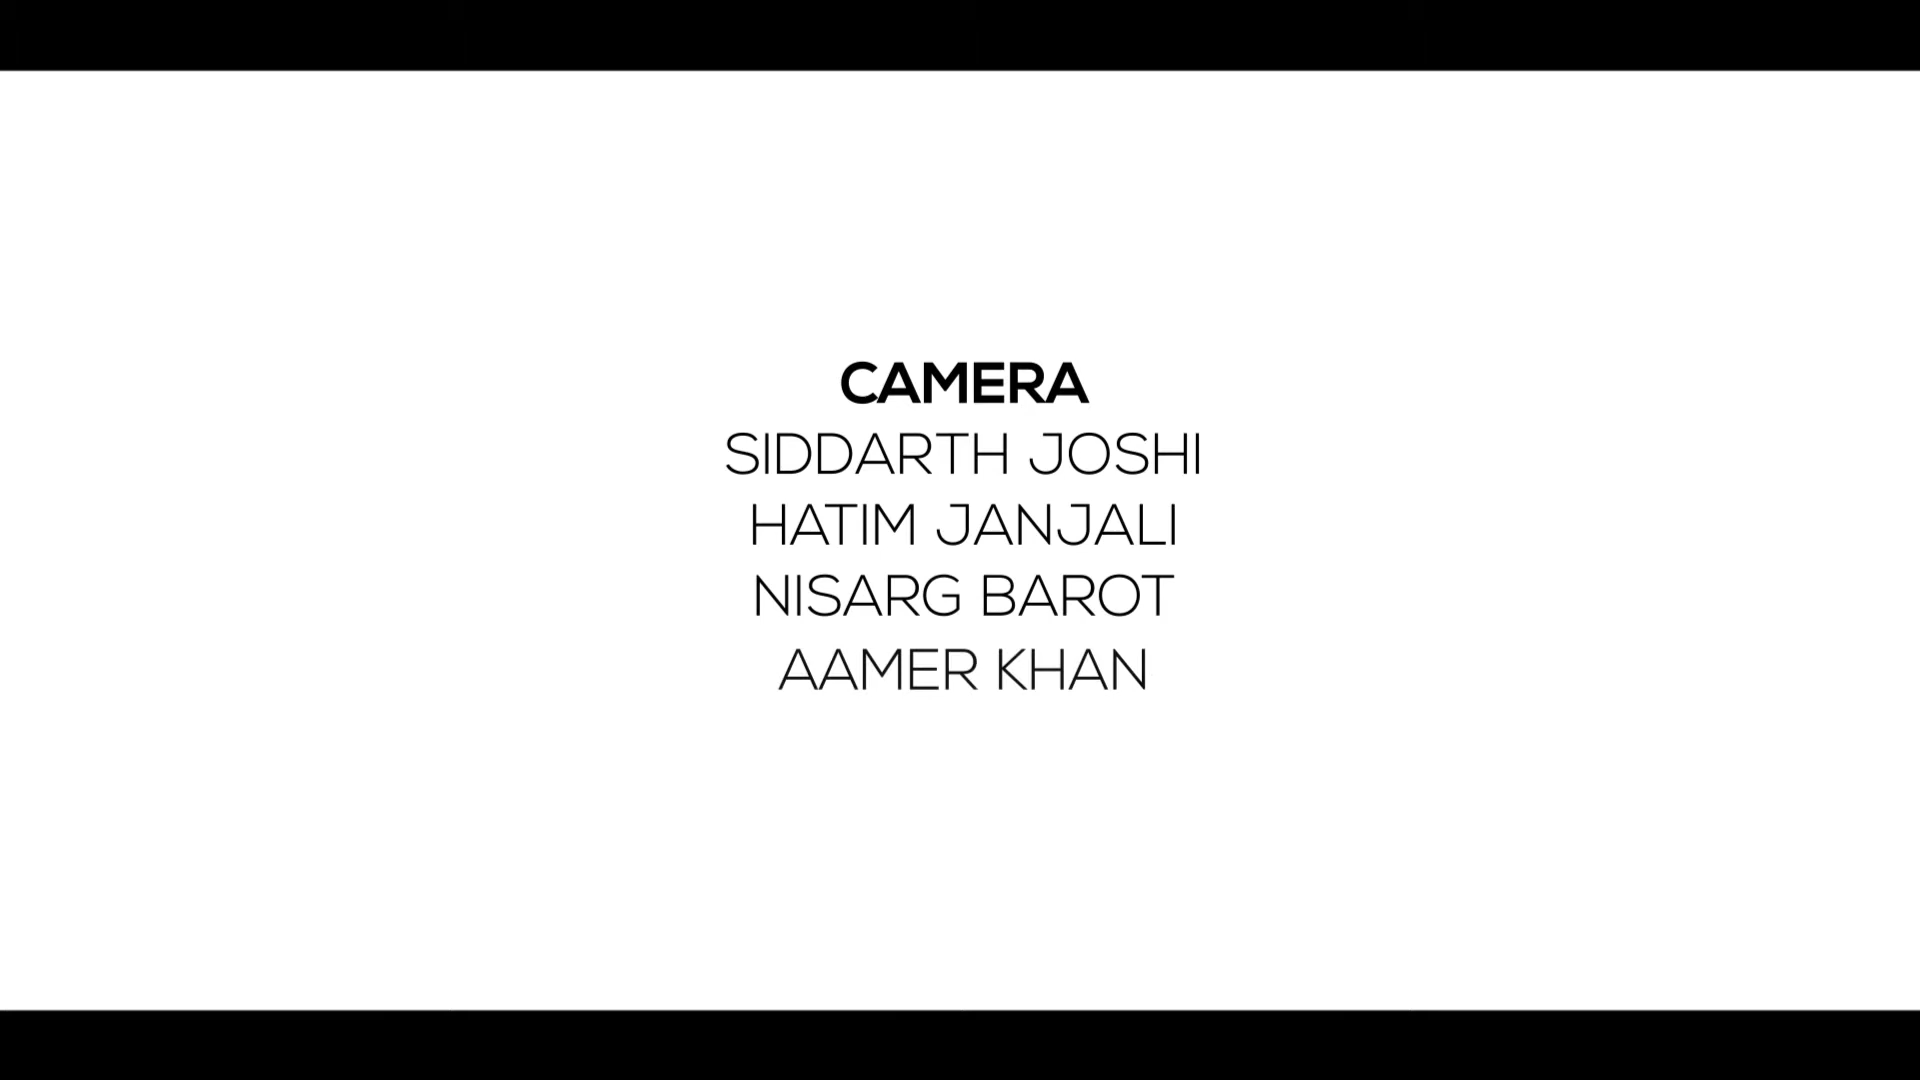 CAMERA
SIDDARTH JOSHI
HATIM JANJALI
NISARG BAROT
AAMER KHAN